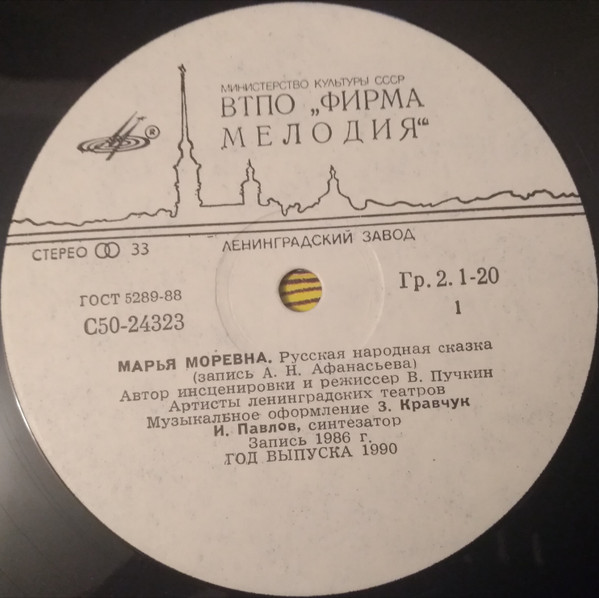 МИНИСТЕРСТВО КУЛЬТУРЫ СССР
ВТПО „ФИРМА
МЕЛОДИЯ“
®
СТЕРЕО 33
ЛЕНИНГРАДСКИЙ ЗАВОД
ГОСТ 5289-88
Гр. 2. 1-20
С50-24323
1
МАРЬЯ МОРЕВНА. Русская народная сказка
(запись А. Н. Афанасьева)
Автор инсценировки и режиссер В. Пучкин
Артисты ленинградских театров
Музыкалбное оформление З. Кравчук
И. Павлов, синтезатор
Запись 1986 г.
ГОД ВЫПУСКА 1990